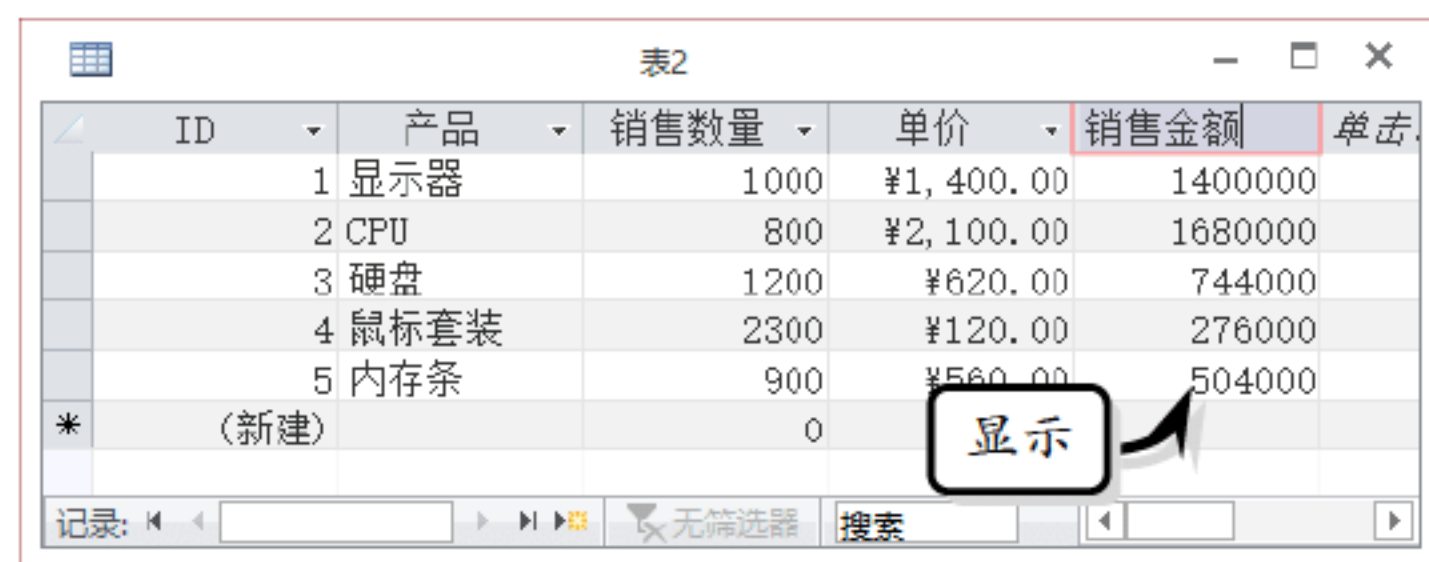 表2
ID 产品 销售数量 单价 销售金额 单击.
1 显示器 1000 ¥1,400.00 1400000
2 CPU 800 ¥2,100.00 1680000
3 硬盘 1200 ¥620.00 744000
4 鼠标套装 2300 ¥120.00 276000
5 内存条 900 ¥560.00 504000
(新建) 0
显示
记录: 无筛选器 搜索